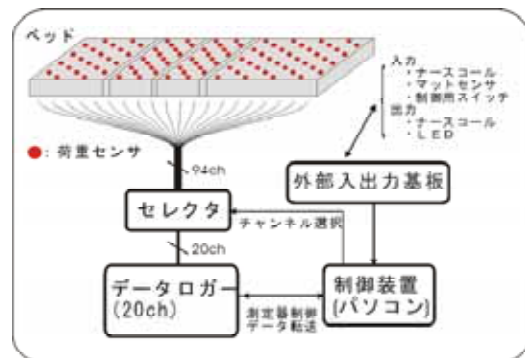 ベッド
入力
・ナースコール
・マットセンサ
・制御用スイッチ
出力
・ナースコール
・LED
●: 荷重センサ
94ch
外部入出力基板
セレクタ
チャンネル選択
20ch
データロガー
(20ch)
測定器制御
データ転送
制御装置
(パソコン)